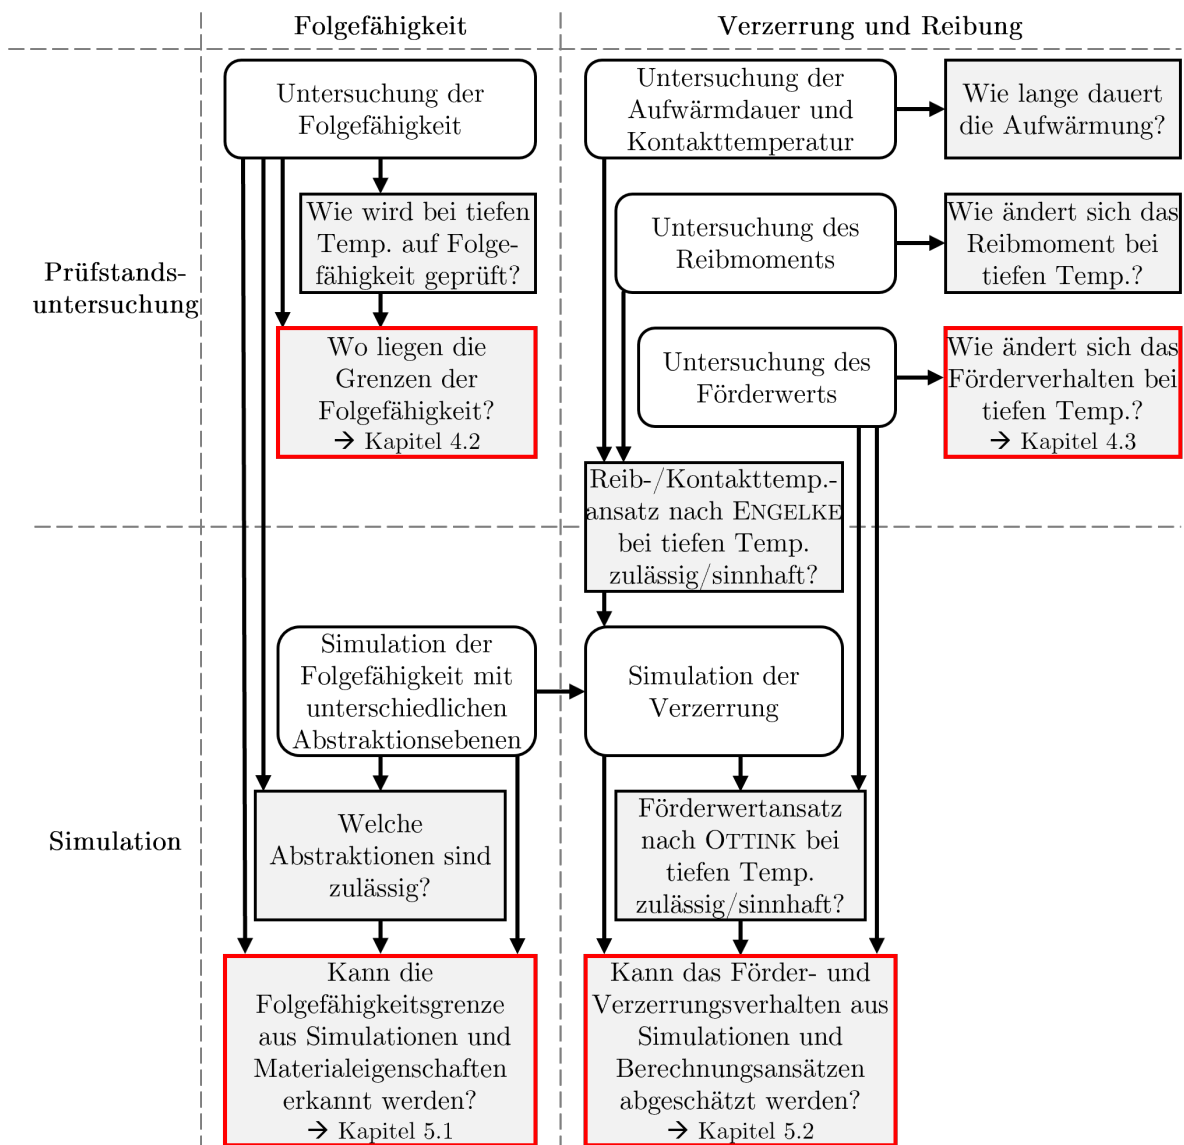 Folgefähigkeit
Verzerrung und Reibung
Prüfstands-
untersuchung
Untersuchung der
Folgefähigkeit
Untersuchung der
Aufwärmdauer und
Kontakttemperatur
Wie lange dauert
die Aufwärmung?
Wie wird bei tiefen
Temp. auf Folge-
fähigkeit geprüft?
Untersuchung des
Reibmoments
Wie ändert sich das
Reibmoment bei
tiefen Temp.?
Wo liegen die
Grenzen der
Folgefähigkeit?
→ Kapitel 4.2
Untersuchung des
Förderwerts
Wie ändert sich das
Förderverhalten bei
tiefen Temp.?
→ Kapitel 4.3
Reib-/Kontakttemp.-
ansatz nach ENGELKE
bei tiefen Temp.
zulässig/sinnhaft?
Simulation
Simulation der
Folgefähigkeit mit
unterschiedlichen
Abstraktionsebenen
Simulation der
Verzerrung
Welche
Abstraktionen sind
zulässig?
Förderwertansatz
nach OTTINK bei
tiefen Temp.
zulässig/sinnhaft?
Kann die
Folgefähigkeitsgrenze
aus Simulationen und
Materialeigenschaften
erkannt werden?
→ Kapitel 5.1
Kann das Förder- und
Verzerrungsverhalten aus
Simulationen und
Berechnungsansätzen
abgeschätzt werden?
→ Kapitel 5.2